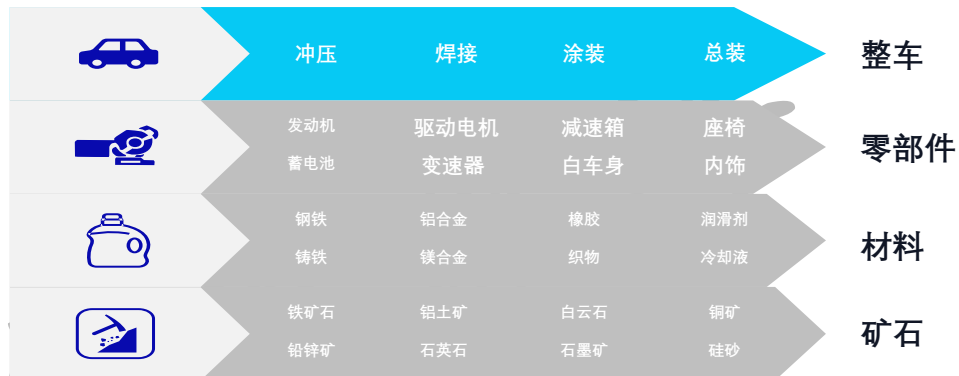 冲压 焊接 涂装 总装 整车
发动机 驱动电机 减速箱 座椅
蓄电池 变速器 白车身 内饰
零部件
钢铁 铝合金 橡胶 润滑剂
铸铁 镁合金 织物 冷却液
材料
铁矿石 铝土矿 白云石 铜矿
铅锌矿 石英石 石墨矿 硅砂
矿石